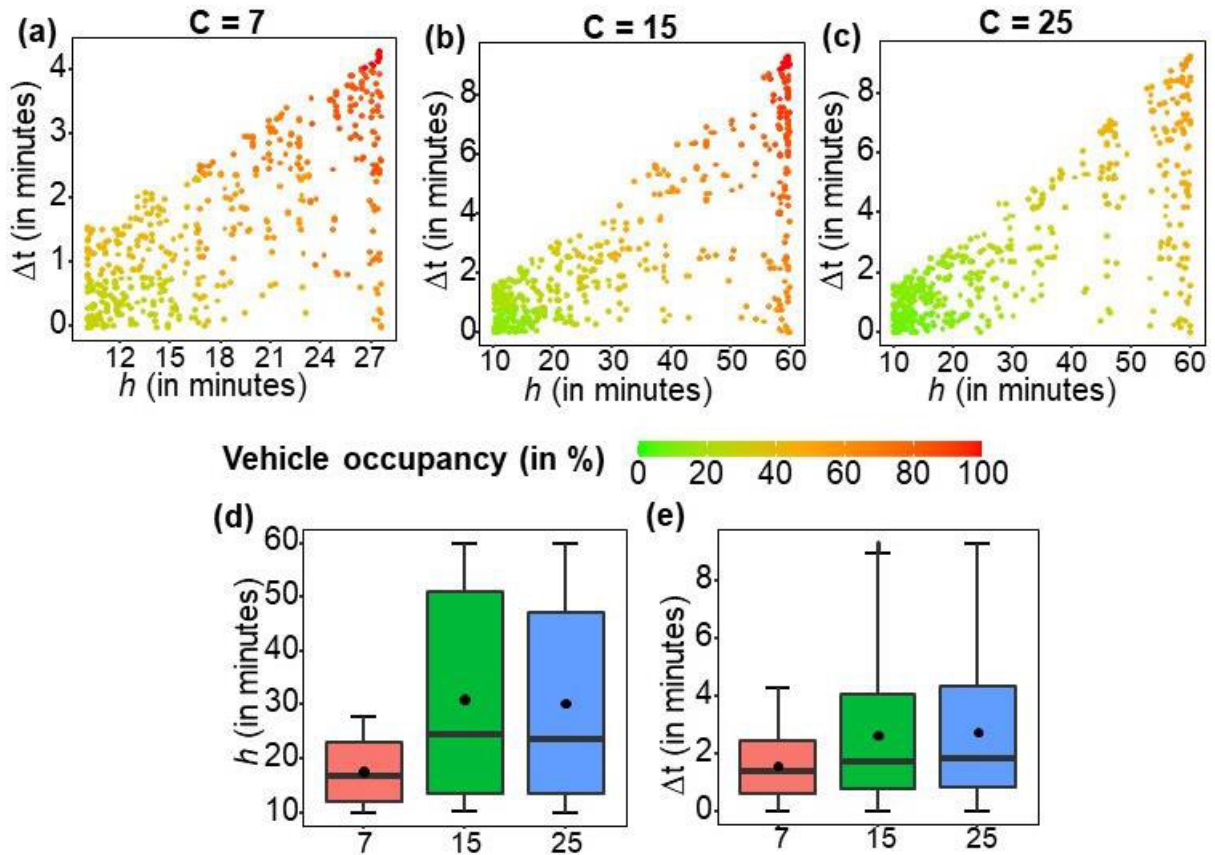 (a) C = 7
(b) C = 15
(c) C = 25
Δt (in minutes)
4
3
2
1
0
12 15 18 21 24 27
h (in minutes)
Δt (in minutes)
8
6
4
2
0
10 20 30 40 50 60
h (in minutes)
Δt (in minutes)
8
6
4
2
0
10 20 30 40 50 60
h (in minutes)
Vehicle occupancy (in %)
0 20 40 60 80 100
(d)
h (in minutes)
60
50
40
30
20
10
7 15 25
(e)
Δt (in minutes)
8
6
4
2
0
7 15 25